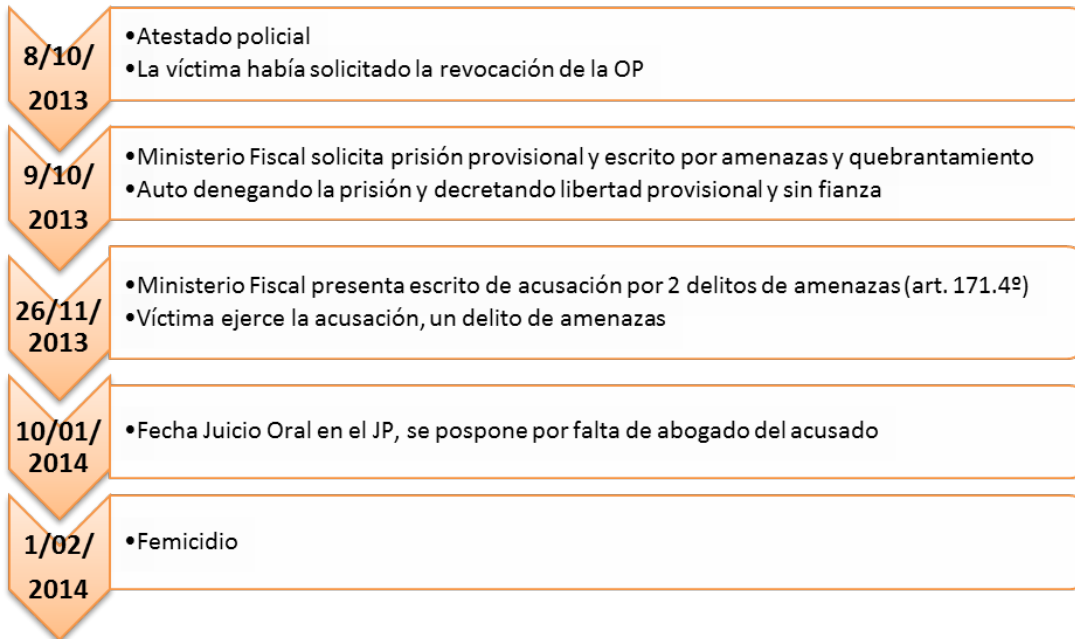 8/10/
2013
•Atestado policial
•La víctima había solicitado la revocación de la OP
9/10/
2013
•Ministerio Fiscal solicita prisión provisional y escrito por amenazas y quebrantamiento
•Auto denegando la prisión y decretando libertad provisional y sin fianza
26/11/
2013
•Ministerio Fiscal presenta escrito de acusación por 2 delitos de amenazas (art. 171.4º)
•Víctima ejerce la acusación, un delito de amenazas
10/01/
2014
•Fecha Juicio Oral en el JP, se pospone por falta de abogado del acusado
1/02/
2014
•Femicidio